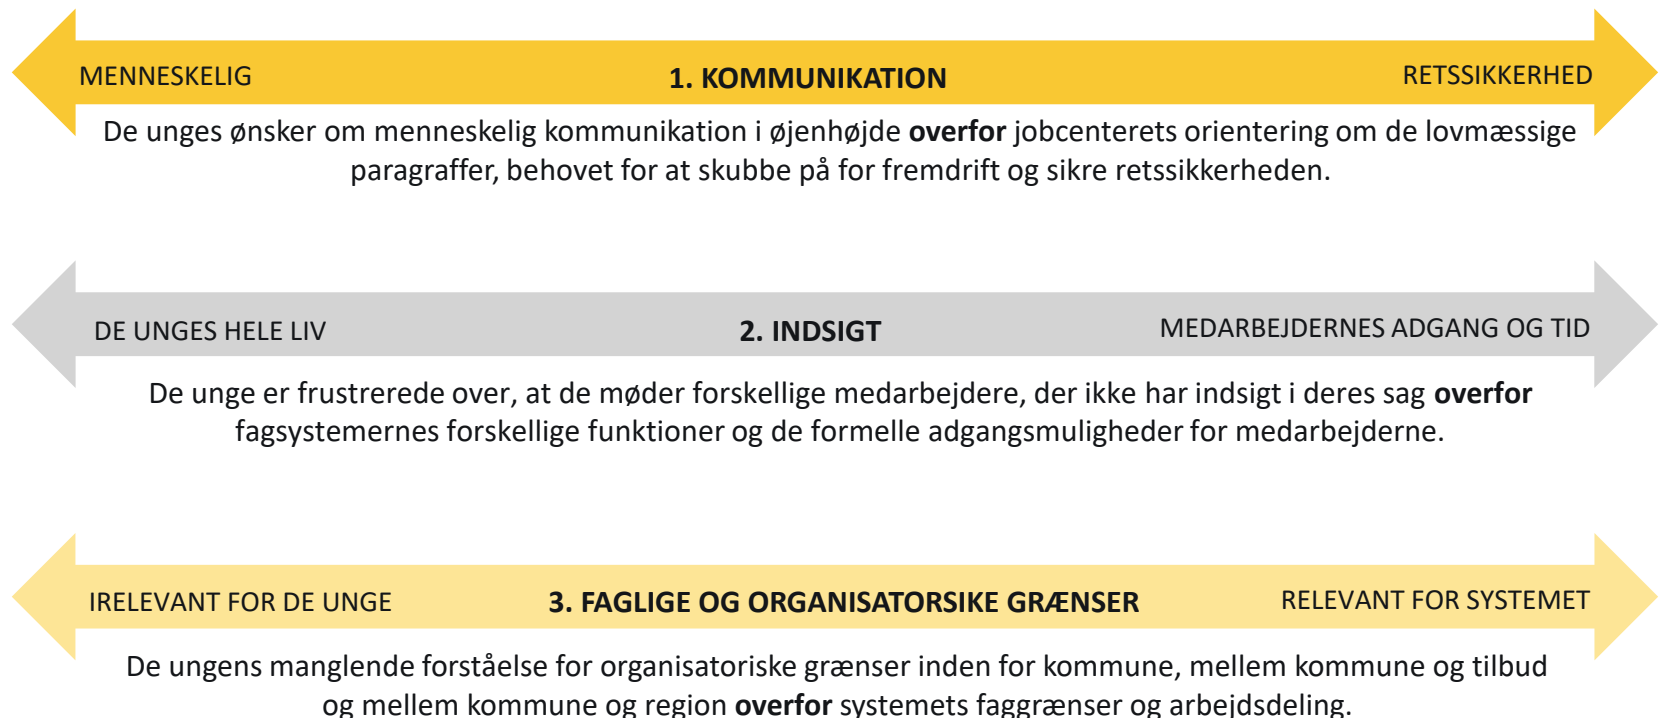 MENNESKELIG 1. KOMMUNIKATION RETSSIKKERHED
De unges ønsker om menneskelig kommunikation i øjenhøjde overfor jobcenterets orientering om de lovmæssige
paragraffer, behovet for at skubbe på for fremdrift og sikre retssikkerheden.
DE UNGES HELE LIV 2. INDSIGT MEDARBEJDERNES ADGANG OG TID
De unge er frustrerede over, at de møder forskellige medarbejdere, der ikke har indsigt i deres sag overfor
fagsystemernes forskellige funktioner og de formelle adgangsmuligheder for medarbejderne.
IRELEVANT FOR DE UNGE 3. FAGLIGE OG ORGANISATORSIKE GRÆNSER RELEVANT FOR SYSTEMET
De ungens manglende forståelse for organisatoriske grænser inden for kommune, mellem kommune og tilbud
og mellem kommune og region overfor systemets faggrænser og arbejdsdeling.